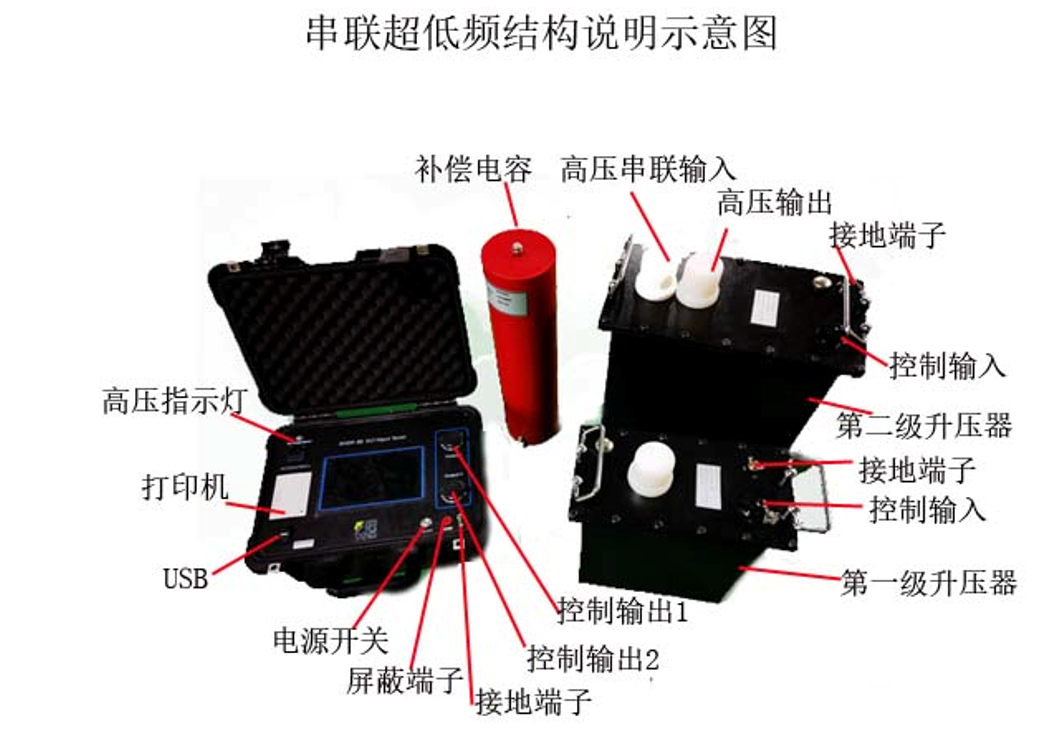 串联超低频结构说明示意图
补偿电容
高压串联输入
高压输出
接地端子
控制输入
第二级升压器
接地端子
控制输入
第一级升压器
高压指示灯
打印机
USB
电源开关
屏蔽端子
接地端子
控制输出1
控制输出2